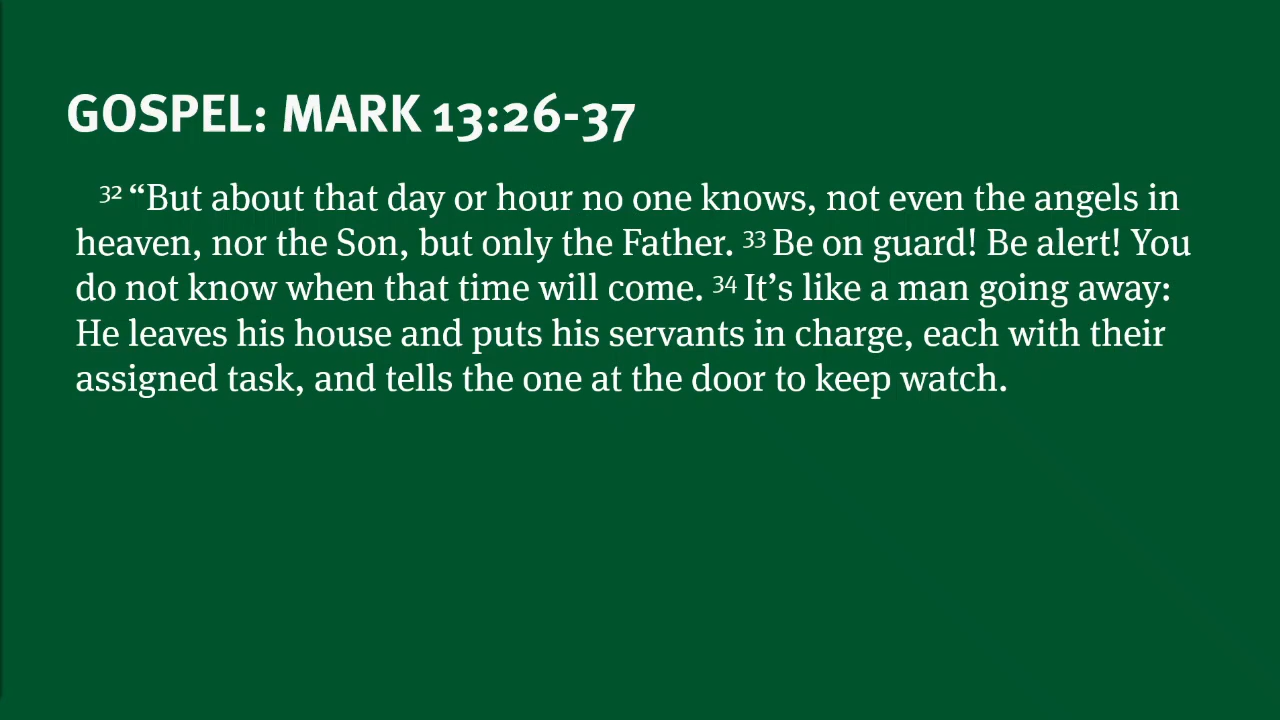 GOSPEL: MARK 13:26-37
32 “But about that day or hour no one knows, not even the angels in
heaven, nor the Son, but only the Father. 33 Be on guard! Be alert! You
do not know when that time will come. 34 It’s like a man going away:
He leaves his house and puts his servants in charge, each with their
assigned task, and tells the one at the door to keep watch.